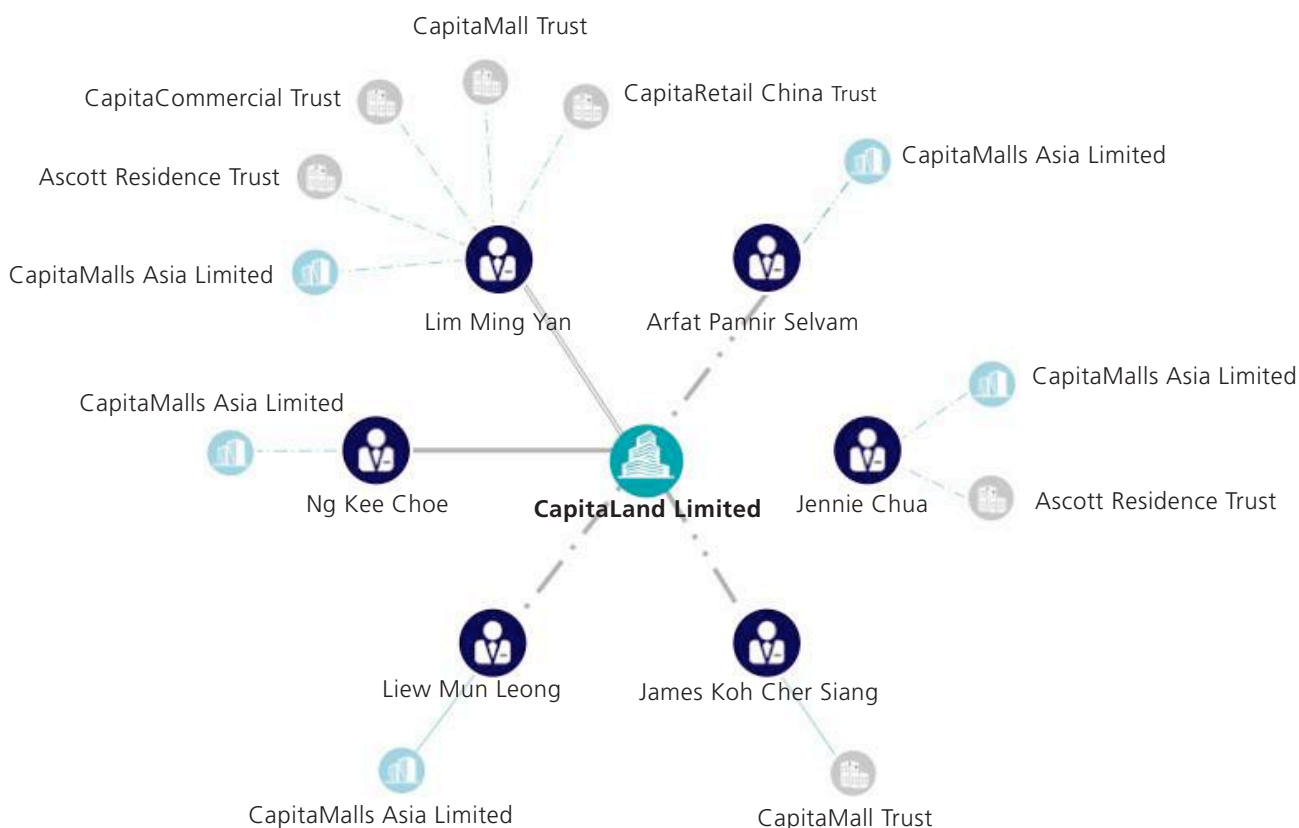 CapitaMall Trust
CapitaCommercial Trust
CapitaRetail China Trust
CapitaMalls Asia Limited
Ascott Residence Trust
CapitaMalls Asia Limited
Lim Ming Yan
Arfat Pannir Selvam
CapitaMalls Asia Limited
CapitaMalls Asia Limited
Ng Kee Choe
CapitaLand Limited
Jennie Chua
Ascott Residence Trust
Liew Mun Leong
James Koh Cher Siang
CapitaMalls Asia Limited
CapitaMall Trust